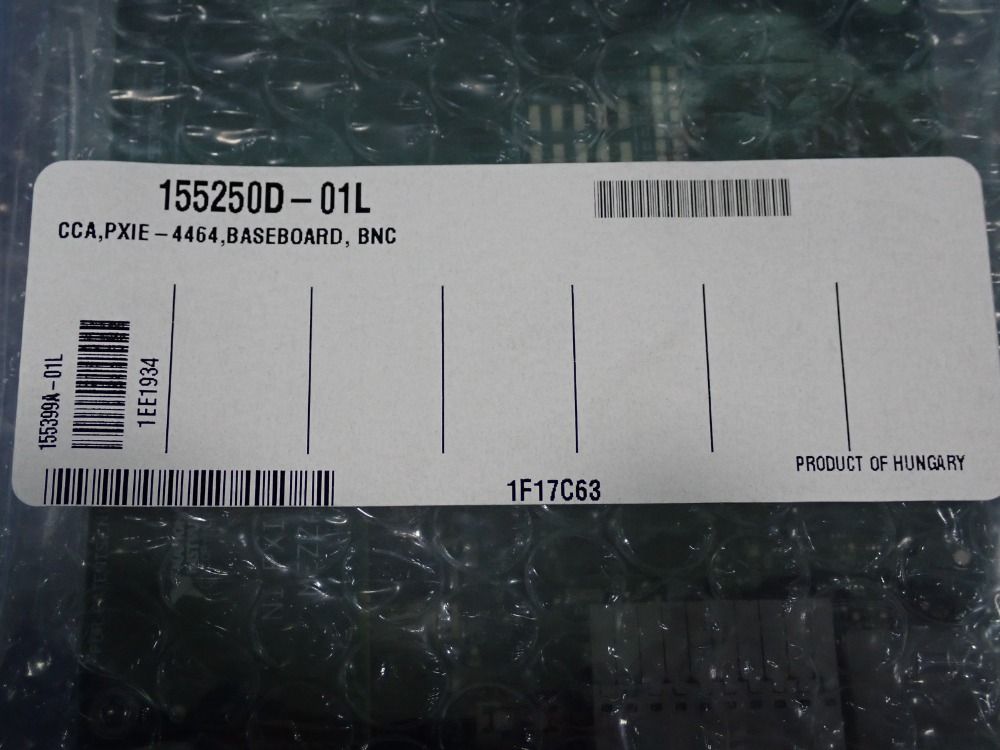 155250D-01L
CCA,PXIE-4464,BASEBOARD, BNC
155399A-01L
1EE1934
PRODUCT OF HUNGARY
1F17C63